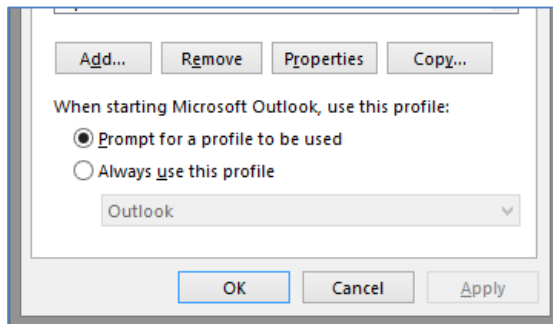 Add... Remove Properties Copy...
When starting Microsoft Outlook, use this profile:
Prompt for a profile to be used
Always use this profile
Outlook
OK Cancel Apply